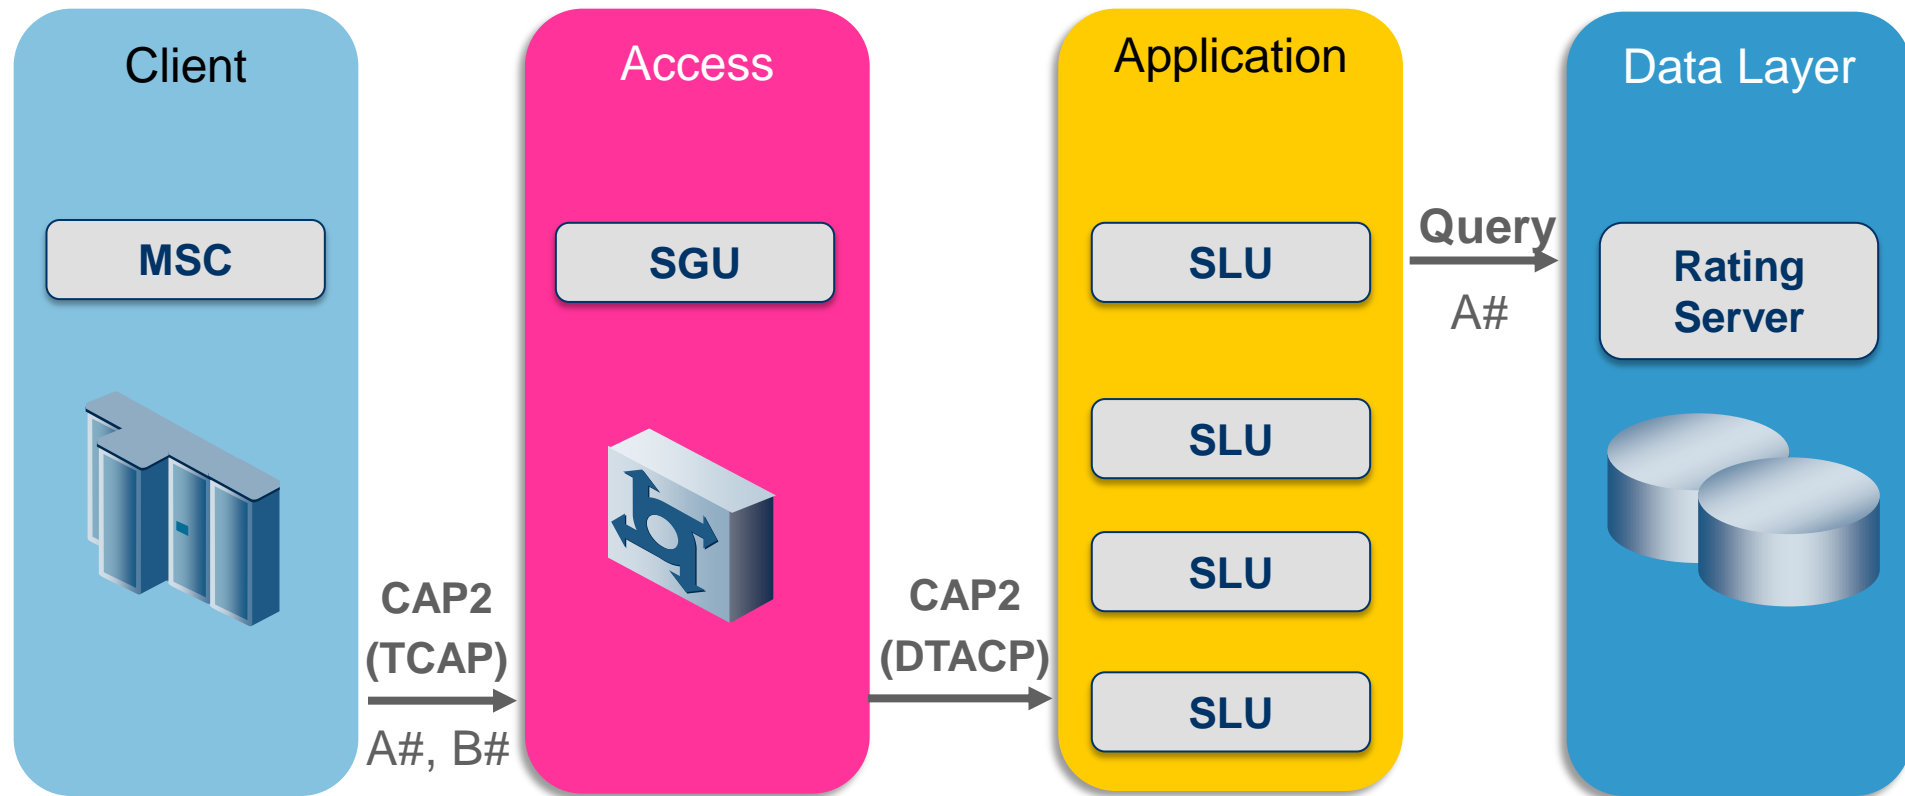 Client
MSC
CAP2
(TCAP)
A#, B#
Access
SGU
CAP2
(DTACP)
Application
SLU
SLU
SLU
SLU
Query
A#
Data Layer
Rating
Server